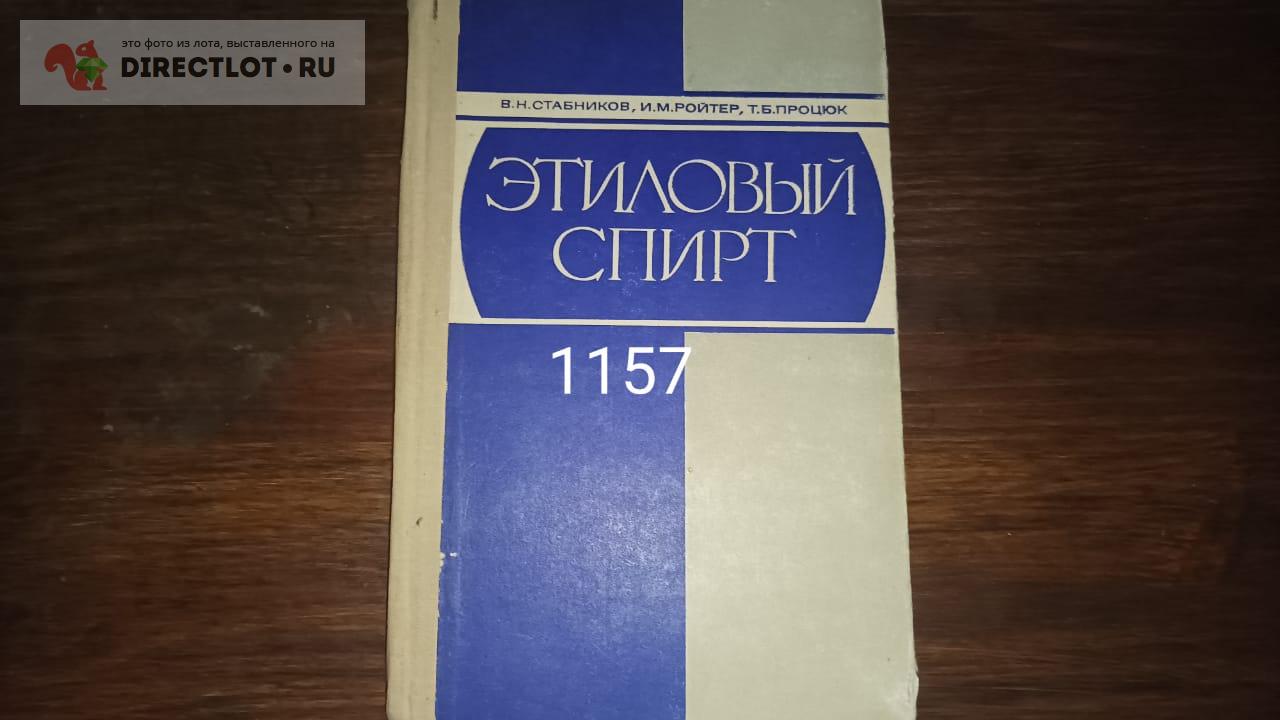 это фото из лота, выставленного на
DIRECTLOT•RU
В.Н.СТАБНИКОВ, И.М.РОЙТЕР, Т.Б.ПРОЦЮК
ЭТИЛОВЫЙ
СПИРТ
1157